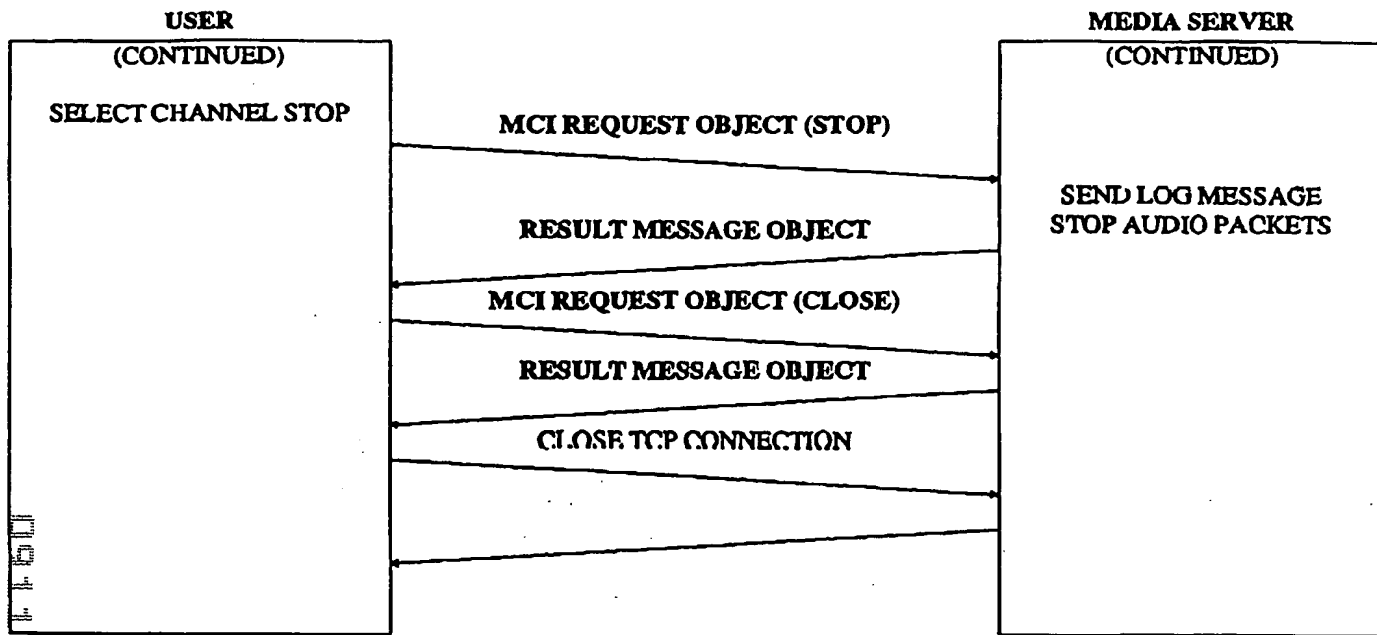 USER
(CONTINUED)
SELECT CHANNEL STOP
MEDIA SERVER
(CONTINUED)
MCI REQUEST OBJECT (STOP)
SEND LOG MESSAGE
STOP AUDIO PACKETS
RESULT MESSAGE OBJECT
MCI REQUEST OBJECT (CLOSE)
RESULT MESSAGE OBJECT
CLOSE TCP CONNECTION